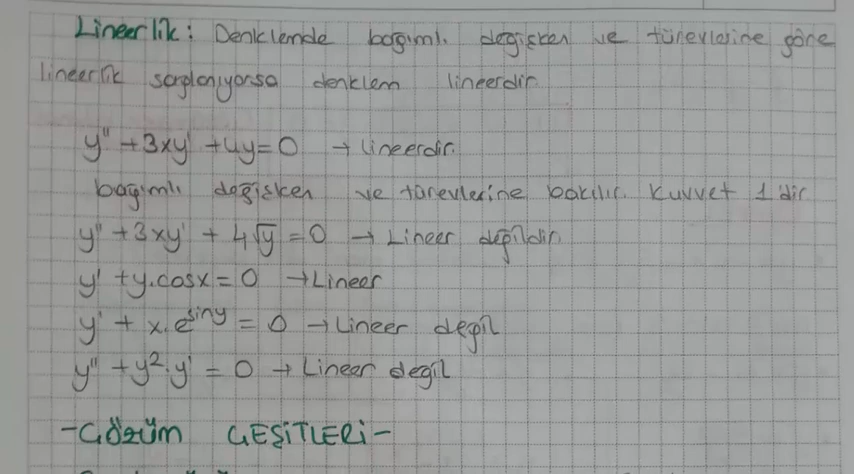 Lineerlik: Denklemde bağımlı değişken ve türevlerine göre
lineerlik sağlanıyorsa denklem lineerdir.
y'' + 3xy' + 4y = 0 → Lineerdir.
bağımlı değişken ve türevlerine bakılır. Kuvvet 1'dir
y'' + 3xy' + 4√y = 0 → Lineer değildir.
y' + y.cosx = 0 → Lineer
y' + x.e^siny = 0 → Lineer değil
y'' + y².y' = 0 → Lineer değil
-ÇÖZÜM ÇEŞİTLERİ-